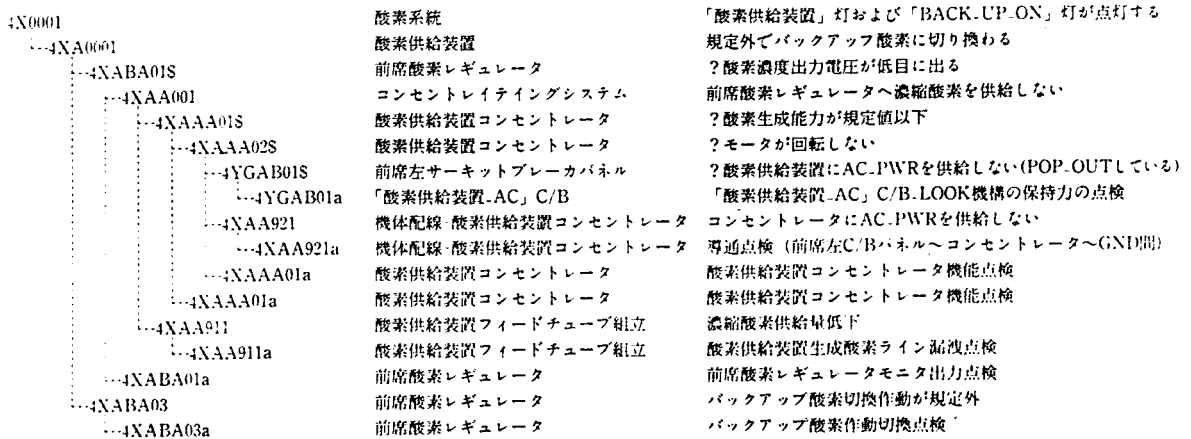 4X0001 酸素系統 「酸素供給装置」灯および「BACK_UP_ON」灯が点灯する
4XA0001 酸素供給装置 規定外でバックアップ酸素に切り換わる
4XABA01S 前席酸素レギュレータ ?酸素濃度出力電圧が低目に出る
4XAA001 コンセントレイテイングシステム 前席酸素レギュレータへ濃縮酸素を供給しない
4XAAA01S 酸素供給装置コンセントレータ ?酸素生成能力が規定値以下
4XAAA02S 酸素供給装置コンセントレータ ?モータが回転しない
4YGAB01S 前席左サーキットブレーカパネル ?酸素供給装置にAC_PWRを供給しない(POP_OUTしている)
4YGAB01a 「酸素供給装置_AC」C/B 「酸素供給装置_AC」C/B_LOOK機構の保持力の点検
4XAA921 機体配線-酸素供給装置コンセントレータ コンセントレータにAC_PWRを供給しない
4XAA921a 機体配線-酸素供給装置コンセントレータ 導通点検(前席左C/Bパネル〜コンセントレータ〜GND間)
4XAAA01a 酸素供給装置コンセントレータ 酸素供給装置コンセントレータ機能点検
4XAAA01a 酸素供給装置コンセントレータ 酸素供給装置コンセントレータ機能点検
4XAA911 酸素供給装置フィードチューブ組立 濃縮酸素供給量低下
4XAA911a 酸素供給装置フィードチューブ組立 酸素供給装置生成酸素ライン漏洩点検
4XABA01a 前席酸素レギュレータ 前席酸素レギュレータモニタ出力点検
4XABA03 前席酸素レギュレータ バックアップ酸素切換作動が規定外
4XABA03a 前席酸素レギュレータ バックアップ酸素作動切換点検